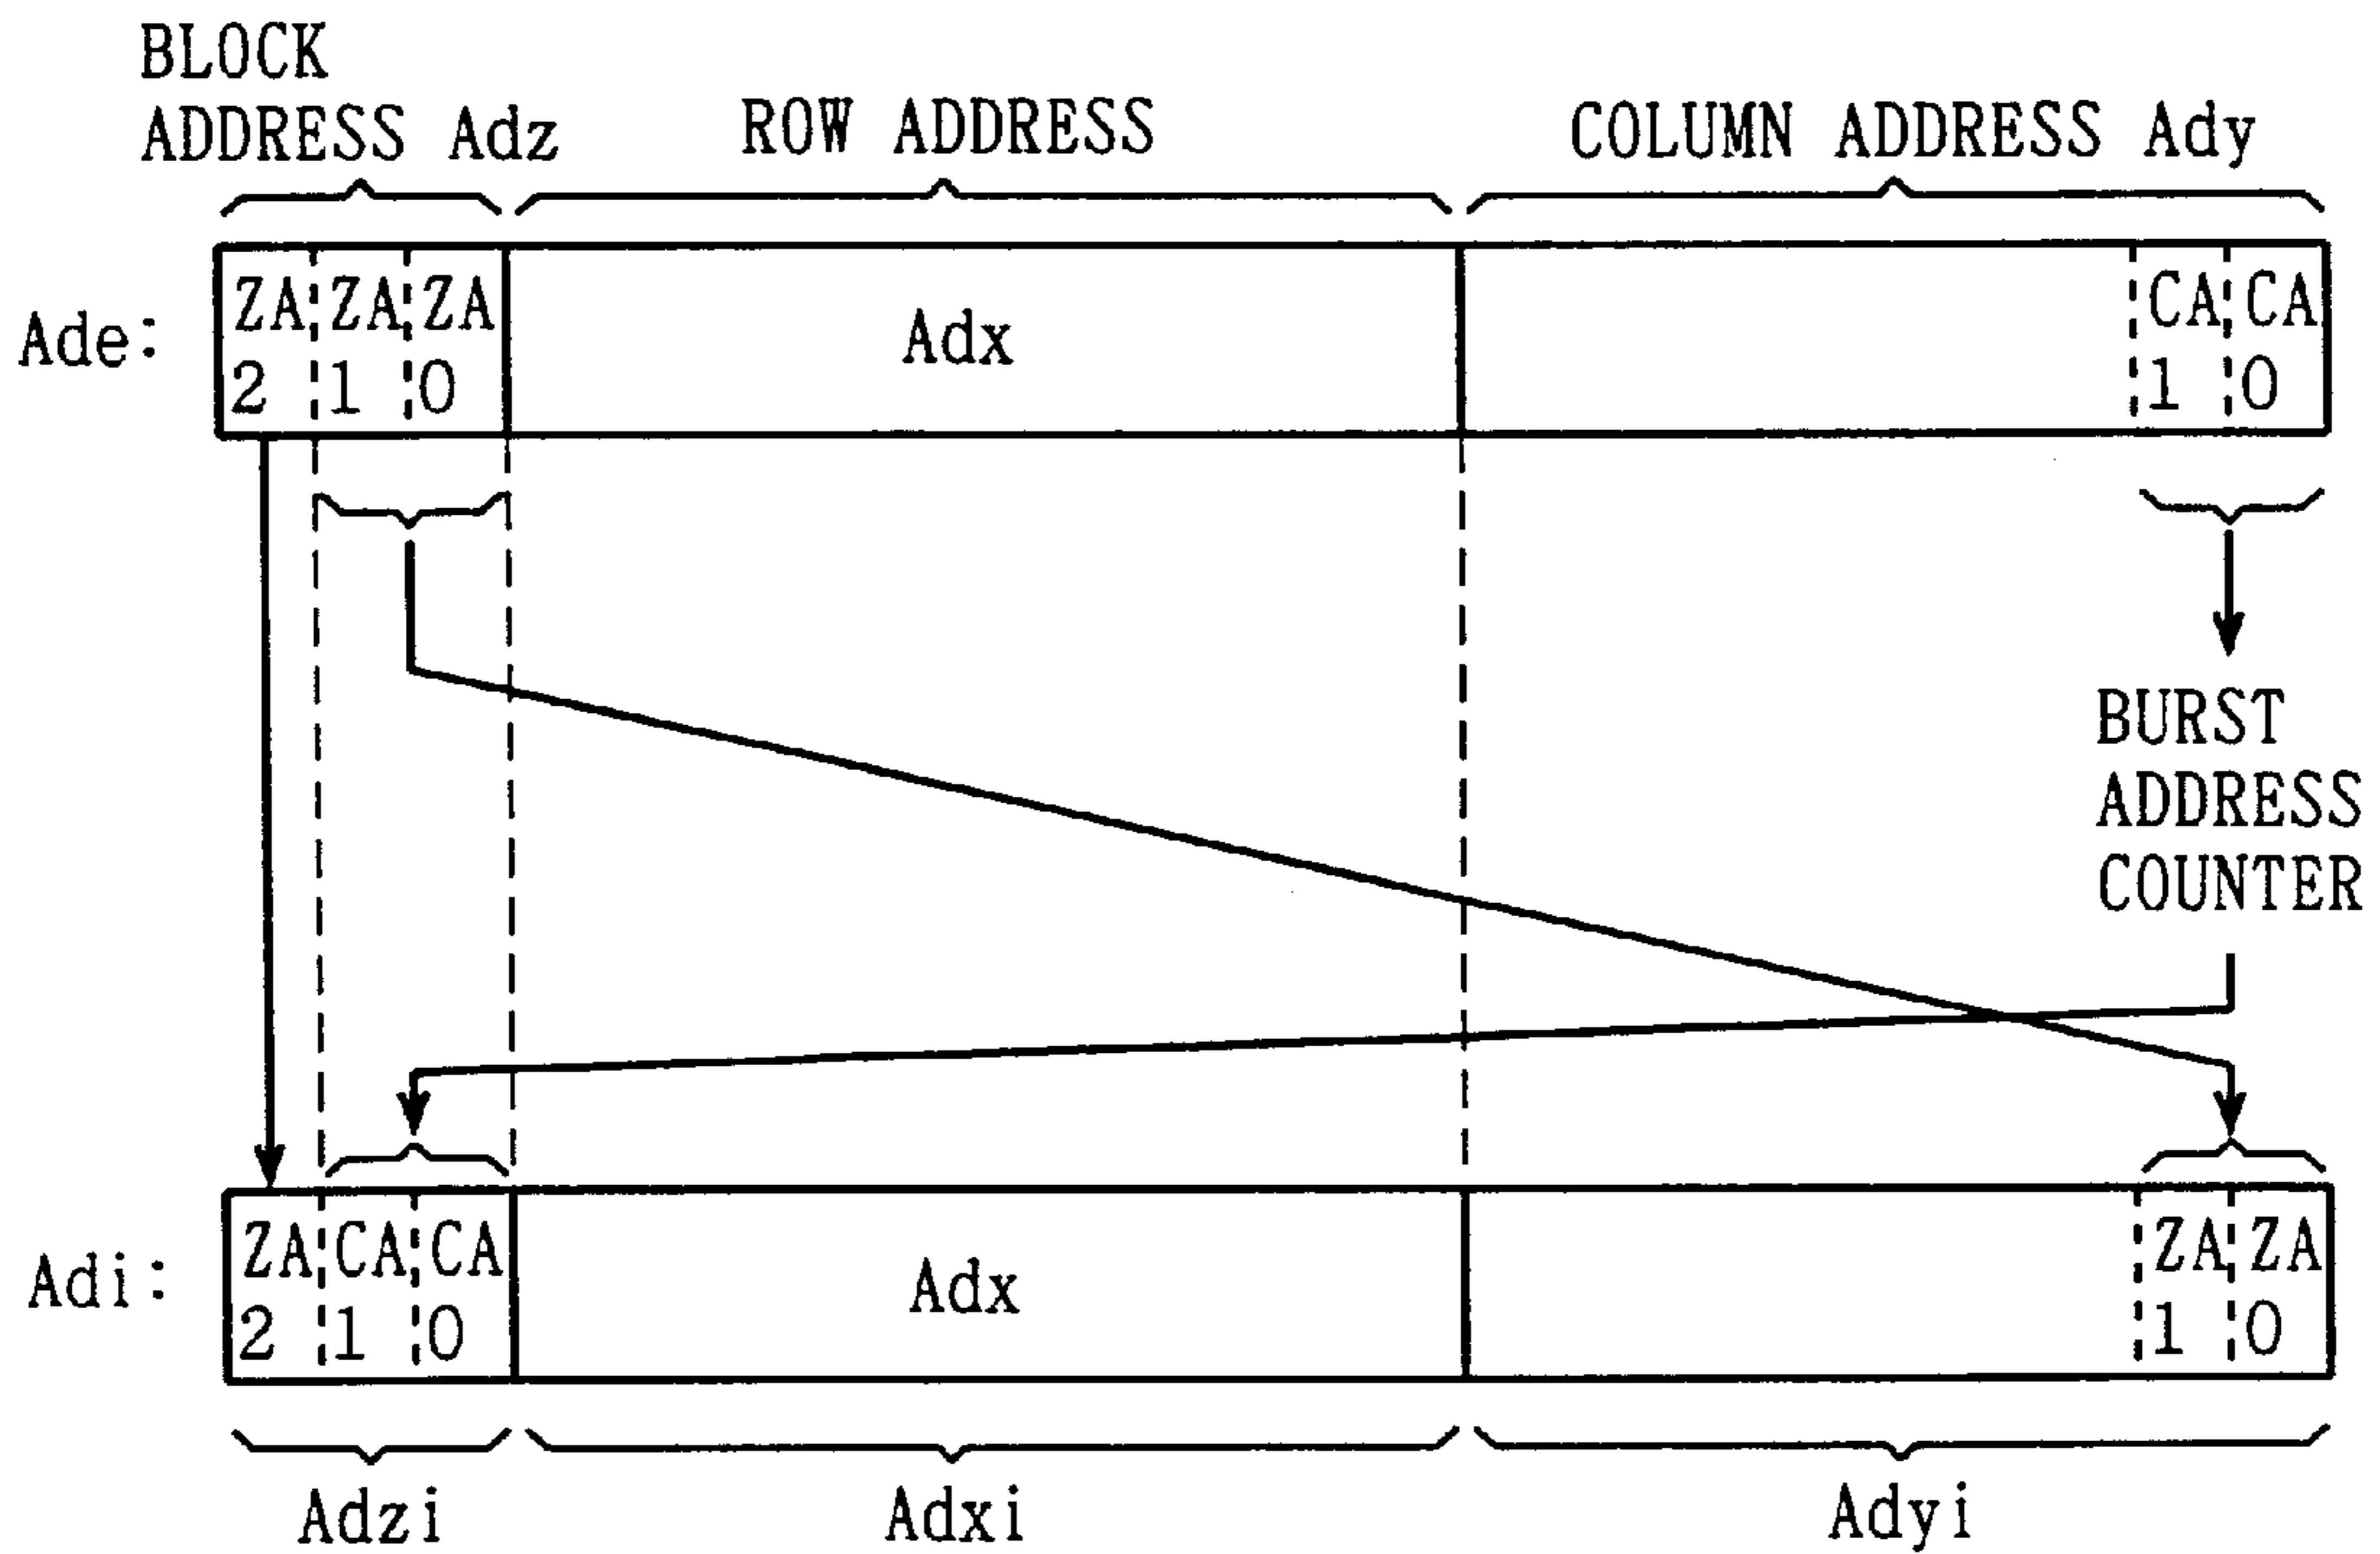 BLOCK
ADDRESS Adz
ROW ADDRESS
COLUMN ADDRESS Ady
Ade:
ZA ZA ZA
2 1 0
Adx
CA CA
1 0
BURST
ADDRESS
COUNTER
Adi:
ZA CA CA
2 1 0
Adx
ZA ZA
1 0
Adzi
Adxi
Adyi